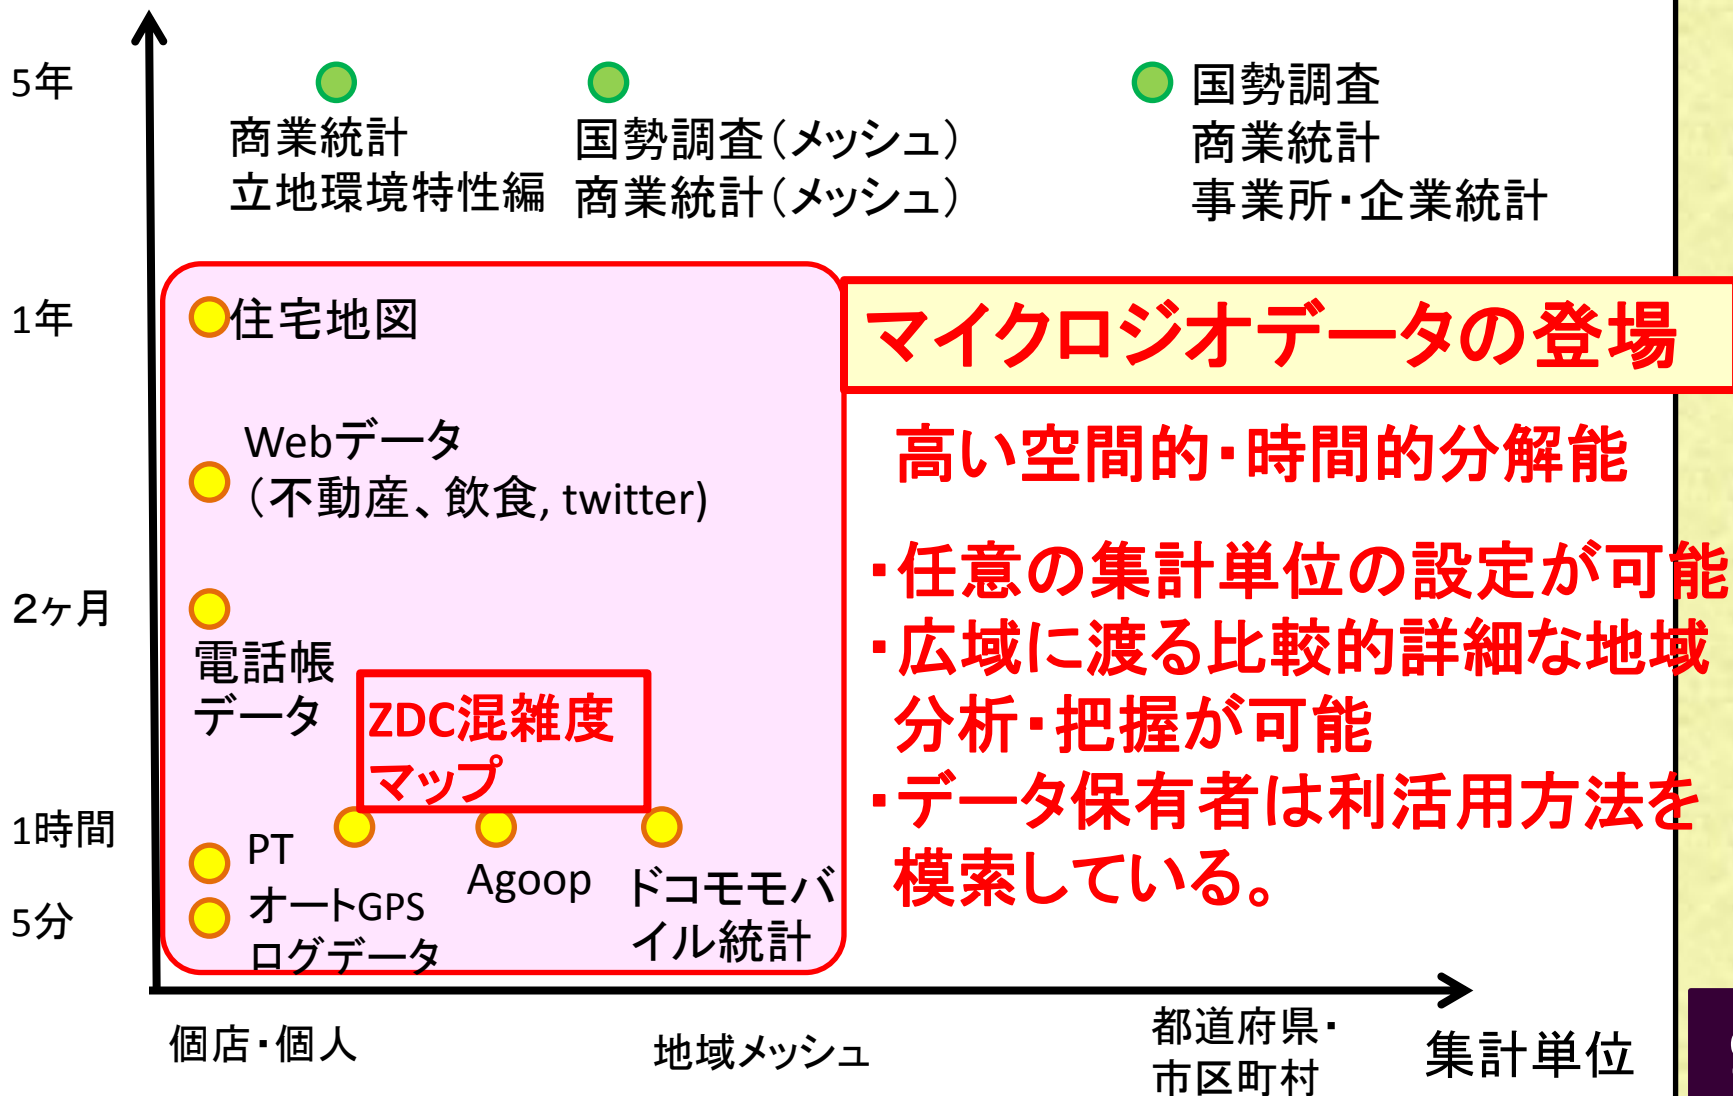 5年
商業統計
立地環境特性編
国勢調査（メッシュ）
商業統計（メッシュ）
国勢調査
商業統計
事業所・企業統計
1年
住宅地図
マイクロジオデータの登場
Webデータ
（不動産、飲食, twitter)
高い空間的・時間的分解能
・任意の集計単位の設定が可能
・広域に渡る比較的詳細な地域
分析・把握が可能
・データ保有者は利活用方法を
模索している。
２ヶ月
電話帳
データ
ZDC混雑度
マップ
1時間
PT
オートGPS
ログデータ
Agoop
ドコモモバ
イル統計
5分
個店・個人
地域メッシュ
都道府県・
市区町村
集計単位